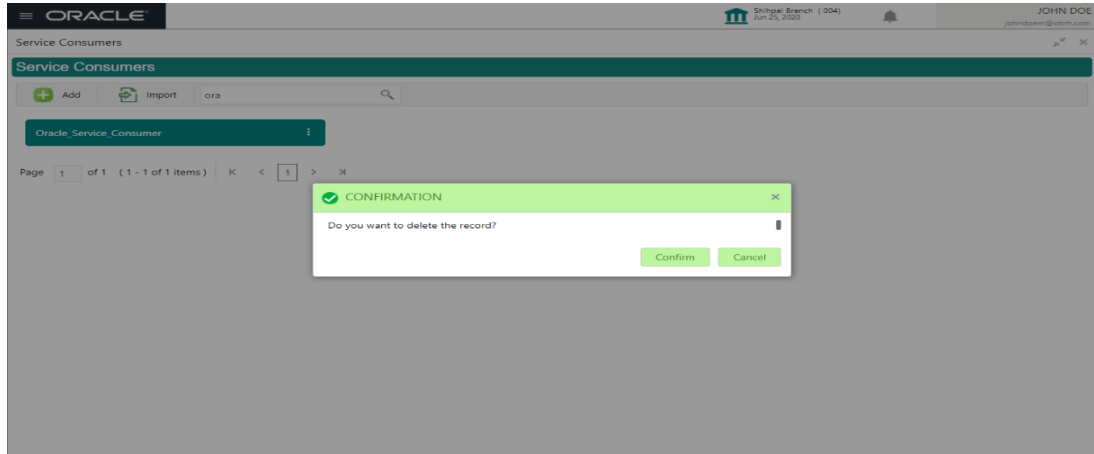 ORACLE
Shihpai Branch ( 004)
Jun 25, 2020
JOHN DOE
Service Consumers
Service Consumers
Add
Import
ora
Oracle_Service_Consumer
Page 1 of 1 ( 1 - 1 of 1 items ) K < 1 > Ʞ
CONFIRMATION
Do you want to delete the record?
Confirm Cancel